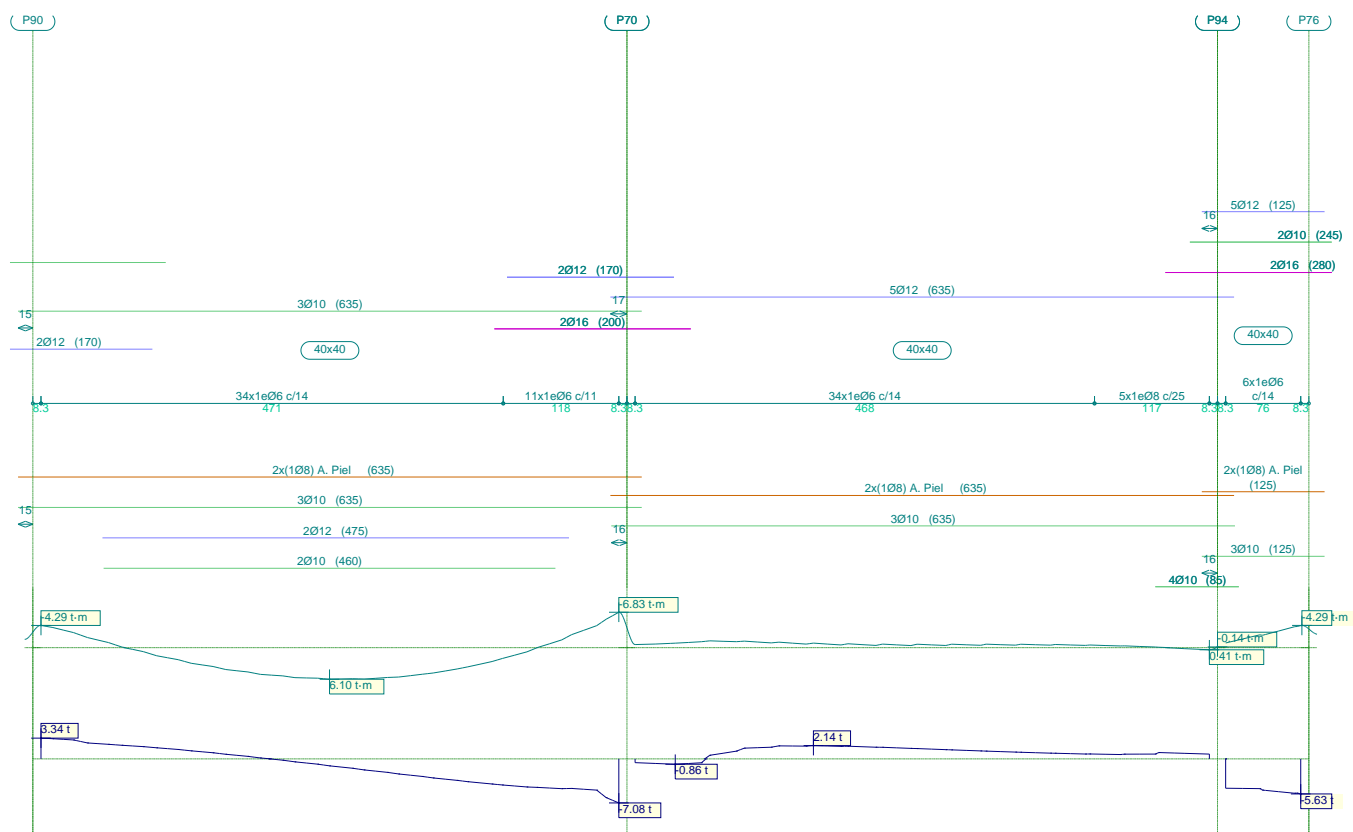 P90 P70 P94 P76
5Ø12 (125)
16
2Ø10 (245)
2Ø16 (280)
2Ø12 (170)
5Ø12 (635)
3Ø10 (635)
17
15
2Ø16 (200)
2Ø12 (170)
40x40 40x40 40x40
34x1eØ6 c/14 11x1eØ6 c/11 34x1eØ6 c/14 5x1eØ8 c/25 6x1eØ6
c/14
8.3 471 118 8.3 8.3 468 117 8.3 8.3 76 8.3
2x(1Ø8) A. Piel (635)
2x(1Ø8) A. Piel
(125)
2x(1Ø8) A. Piel (635)
3Ø10 (635)
15
3Ø10 (635)
16
2Ø12 (475)
3Ø10 (125)
16
2Ø10 (460)
4Ø10 (85)
-4.29 t·m
-6.83 t·m
-4.29 t·m
-0.14 t·m
0.41 t·m
6.10 t·m
3.34 t
2.14 t
-0.86 t
-7.08 t
-5.63 t